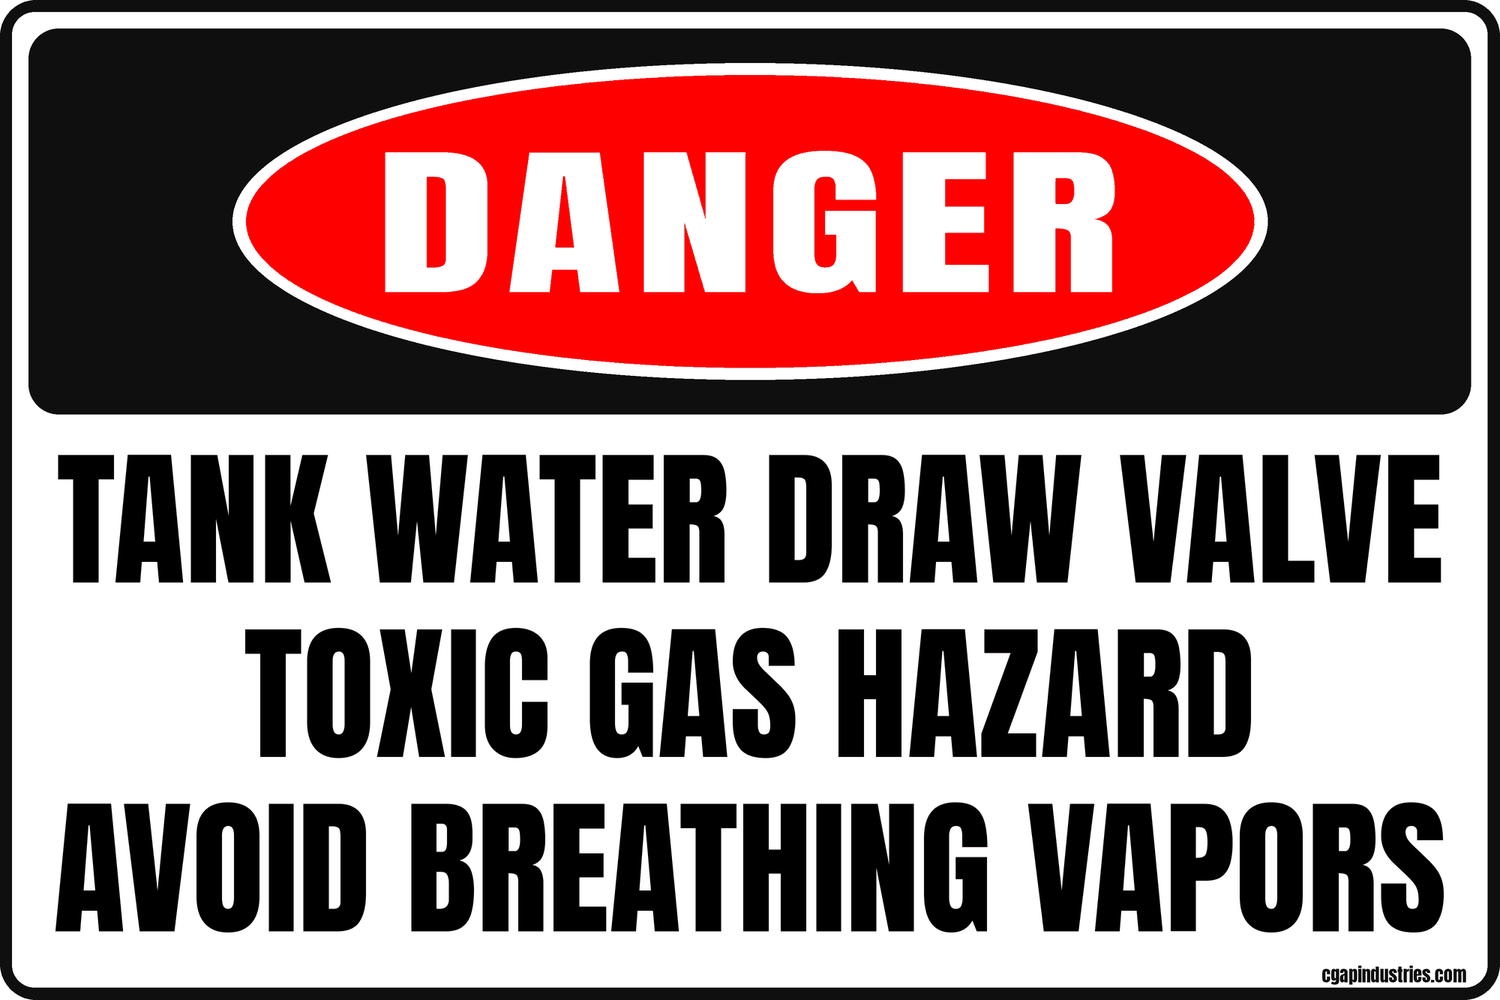 DANGER
TANK WATER DRAW VALVE
TOXIC GAS HAZARD
AVOID BREATHING VAPORS
cgapindustries.com